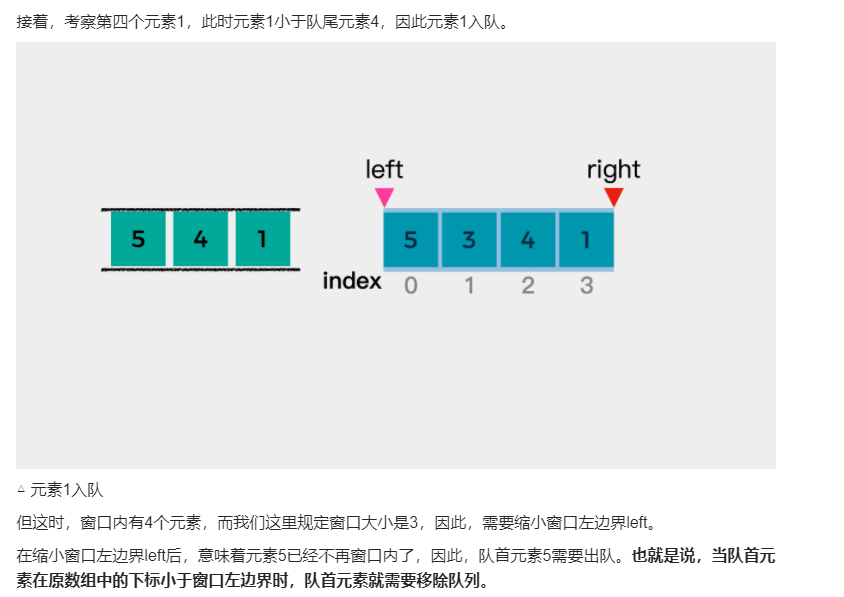 接着，考察第四个元素1，此时元素1小于队尾元素4，因此元素1入队。
left right
5 4 1 5 3 4 1
index 0 1 2 3
△ 元素1入队
但这时，窗口内有4个元素，而我们这里规定窗口大小是3，因此，需要缩小窗口左边界left。
在缩小窗口左边界left后，意味着元素5已经不再窗口内了，因此，队首元素5需要出队。也就是说，当队首元
素在原数组中的下标小于窗口左边界时，队首元素就需要移除队列。